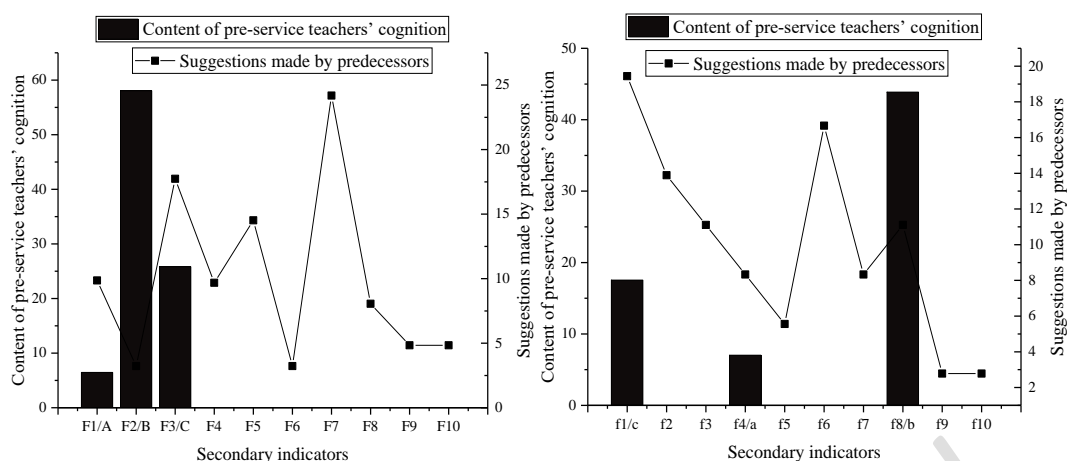 Content of pre-service teachers’ cognition
Suggestions made by predecessors
Content of pre-service teachers’ cognition
60
50
40
30
20
10
0
25
20
15
10
5
0
Suggestions made by predecessors
F1/A F2/B F3/C F4 F5 F6 F7 F8 F9 F10
Secondary indicators
Content of pre-service teachers’ cognition
Suggestions made by predecessors
Content of pre-service teachers’ cognition
50
40
30
20
10
0
20
18
16
14
12
10
8
6
4
2
Suggestions made by predecessors
f1/c f2 f3 f4/a f5 f6 f7 f8/b f9 f10
Secondary indicators